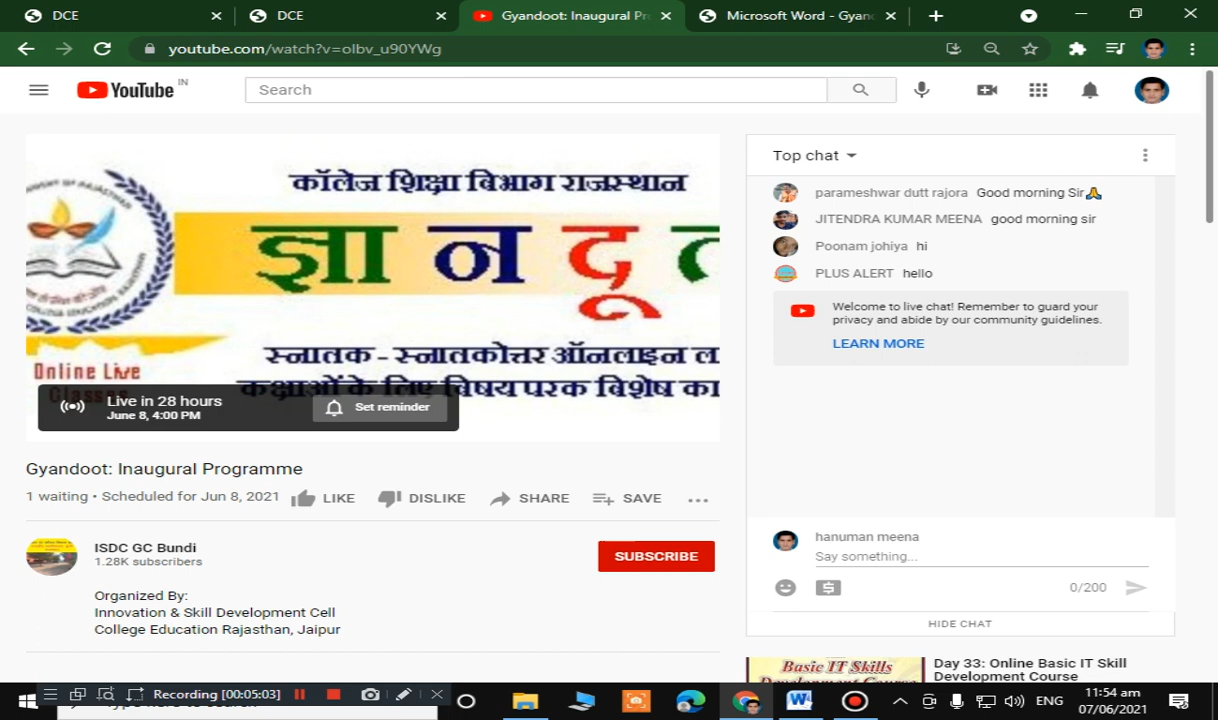 DCE
DCE
Gyandoot: Inaugural Pr
Microsoft Word - Gyan
youtube.com/watch?v=olbv_u90YWg
YouTube IN
Search
कॉलेज शिक्षा विभाग राजस्थान
ज्ञान दूत
स्नातक - स्नातकोत्तर ऑनलाइन ल
Online Live
कक्षाओं के लिए विषय परक विशेष का
Live in 28 hours
June 8, 4:00 PM
Set reminder
Gyandoot: Inaugural Programme
1 waiting • Scheduled for Jun 8, 2021
LIKE
DISLIKE
SHARE
SAVE
ISDC GC Bundi
1.28K subscribers
SUBSCRIBE
Organized By:
Innovation & Skill Development Cell
College Education Rajasthan, Jaipur
Top chat
parameshwar dutt rajora Good morning Sir🙏
JITENDRA KUMAR MEENA good morning sir
Poonam johiya hi
PLUS ALERT hello
Welcome to live chat! Remember to guard your
privacy and abide by our community guidelines.
LEARN MORE
hanuman meena
Say something...
0/200
HIDE CHAT
Basic IT Skills
Development Course
Day 33: Online Basic IT Skill
Development Course
Recording [00:05:03]
ENG
11:54 am
07/06/2021